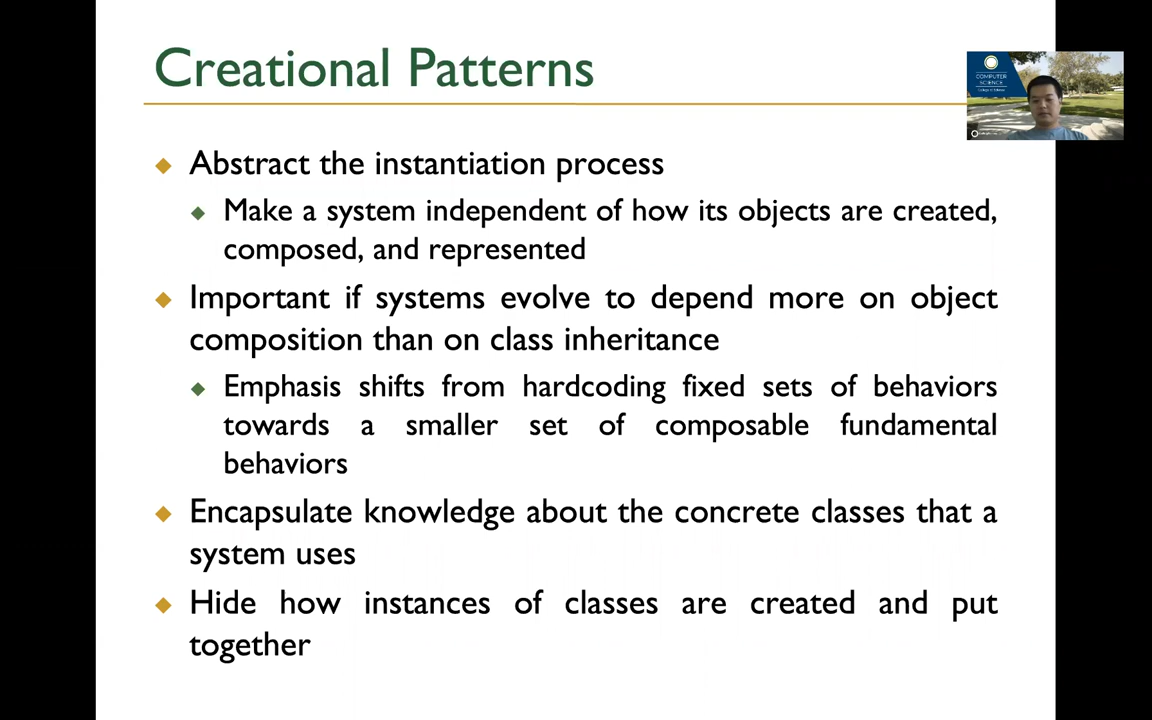 Creational Patterns
COMPUTER
SCIENCE
College of Science
Abstract the instantiation process
Make a system independent of how its objects are created,
composed, and represented
Important if systems evolve to depend more on object
composition than on class inheritance
Emphasis shifts from hardcoding fixed sets of behaviors
towards a smaller set of composable fundamental
behaviors
Encapsulate knowledge about the concrete classes that a
system uses
Hide how instances of classes are created and put
together